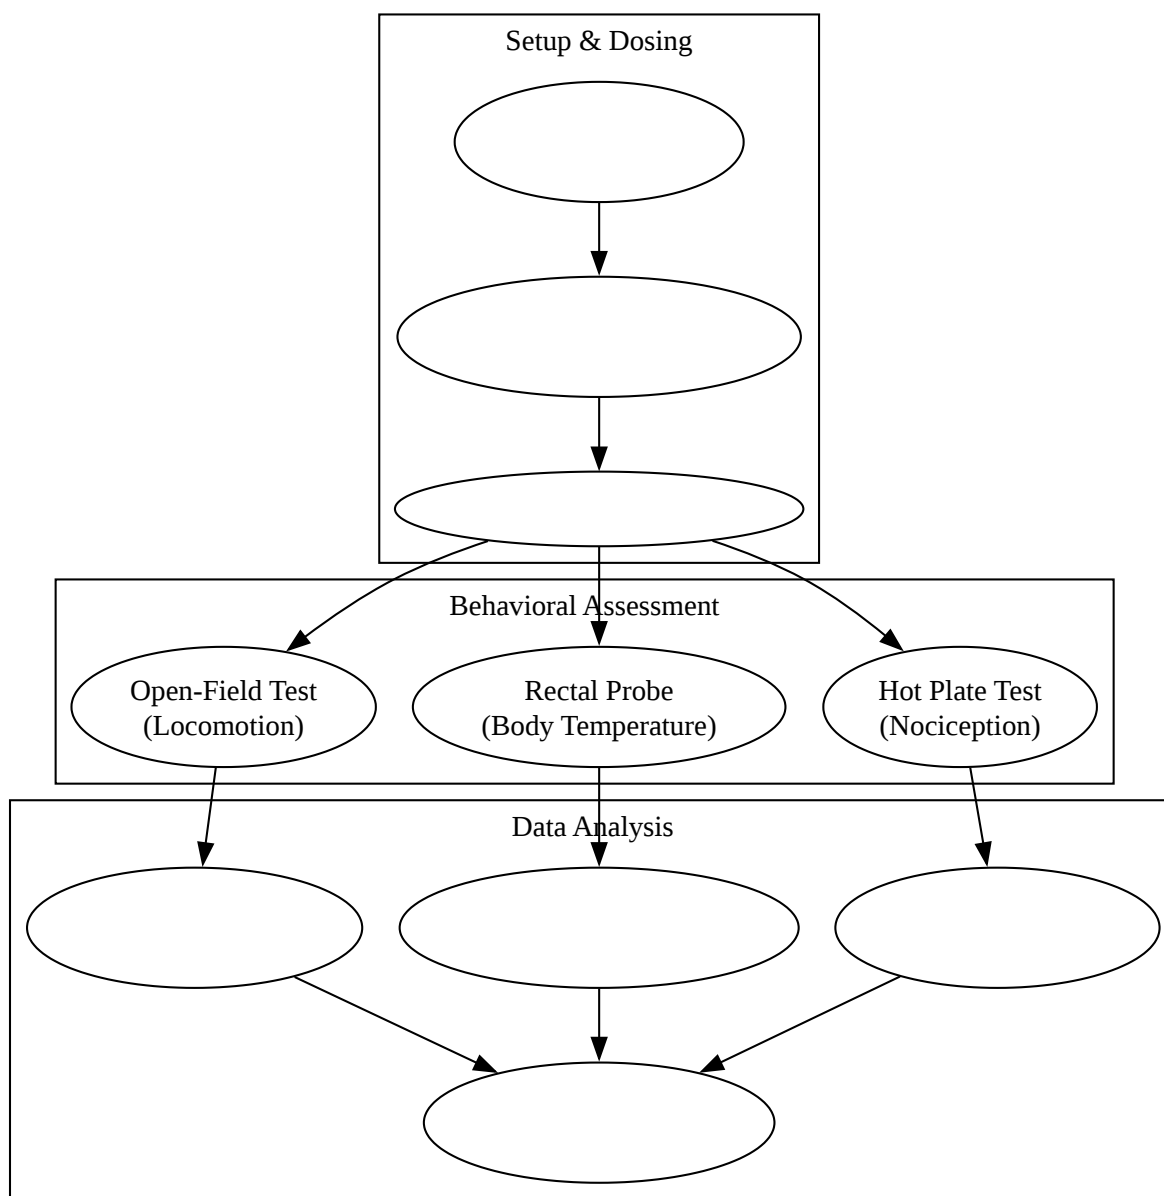 Setup & Dosing
Behavioral Assessment
Open-Field Test
(Locomotion)
Rectal Probe
(Body Temperature)
Hot Plate Test
(Nociception)
Data Analysis